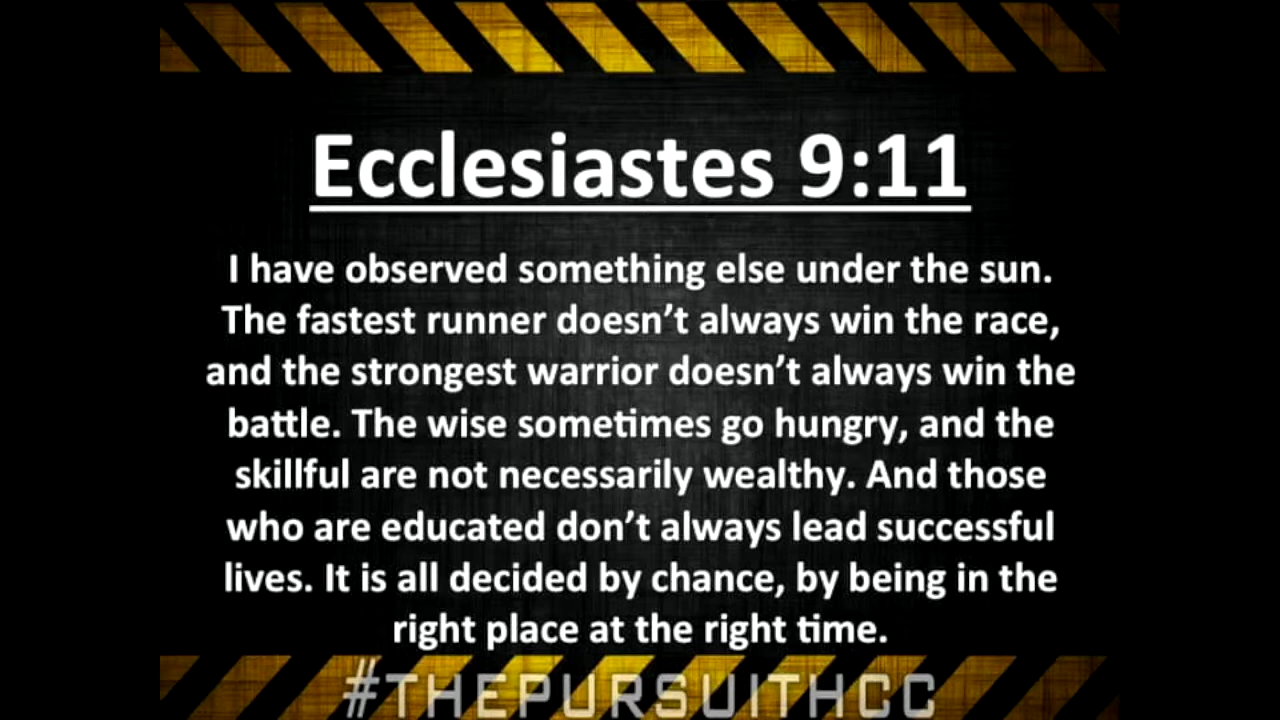 Ecclesiastes 9:11
I have observed something else under the sun.
The fastest runner doesn’t always win the race,
and the strongest warrior doesn’t always win the
battle. The wise sometimes go hungry, and the
skillful are not necessarily wealthy. And those
who are educated don’t always lead successful
lives. It is all decided by chance, by being in the
right place at the right time.
#THEPURSUITHCC